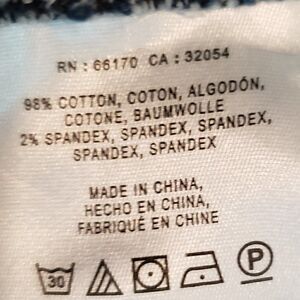 RN : 66170 CA : 32054
98% COTTON, COTON, ALGODÓN,
COTONE, BAUMWOLLE
2% SPANDEX, SPANDEX, SPANDEX,
SPANDEX, SPANDEX
MADE IN CHINA,
HECHO EN CHINA,
FABRIQUÉ EN CHINE
30 P